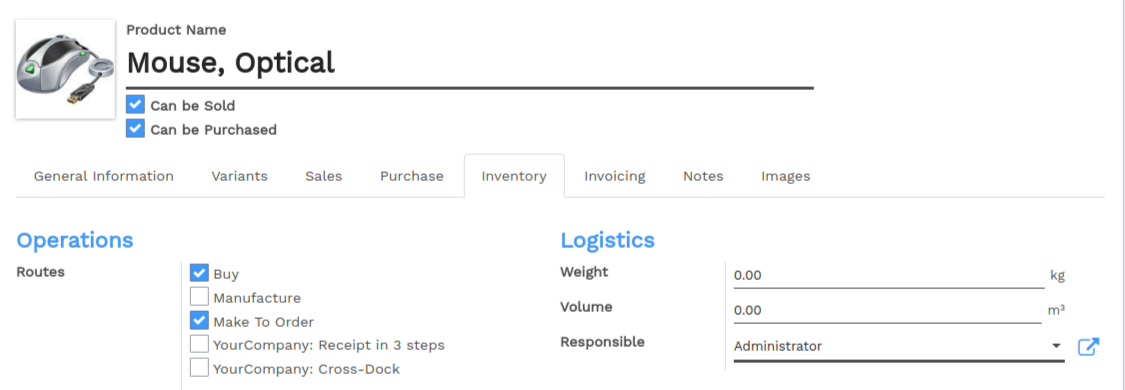 Product Name
Mouse, Optical
Can be Sold
Can be Purchased
General Information Variants Sales Purchase Inventory Invoicing Notes Images
Operations
Routes
Buy
Manufacture
Make To Order
YourCompany: Receipt in 3 steps
YourCompany: Cross-Dock
Logistics
Weight 0.00 kg
Volume 0.00 m³
Responsible Administrator